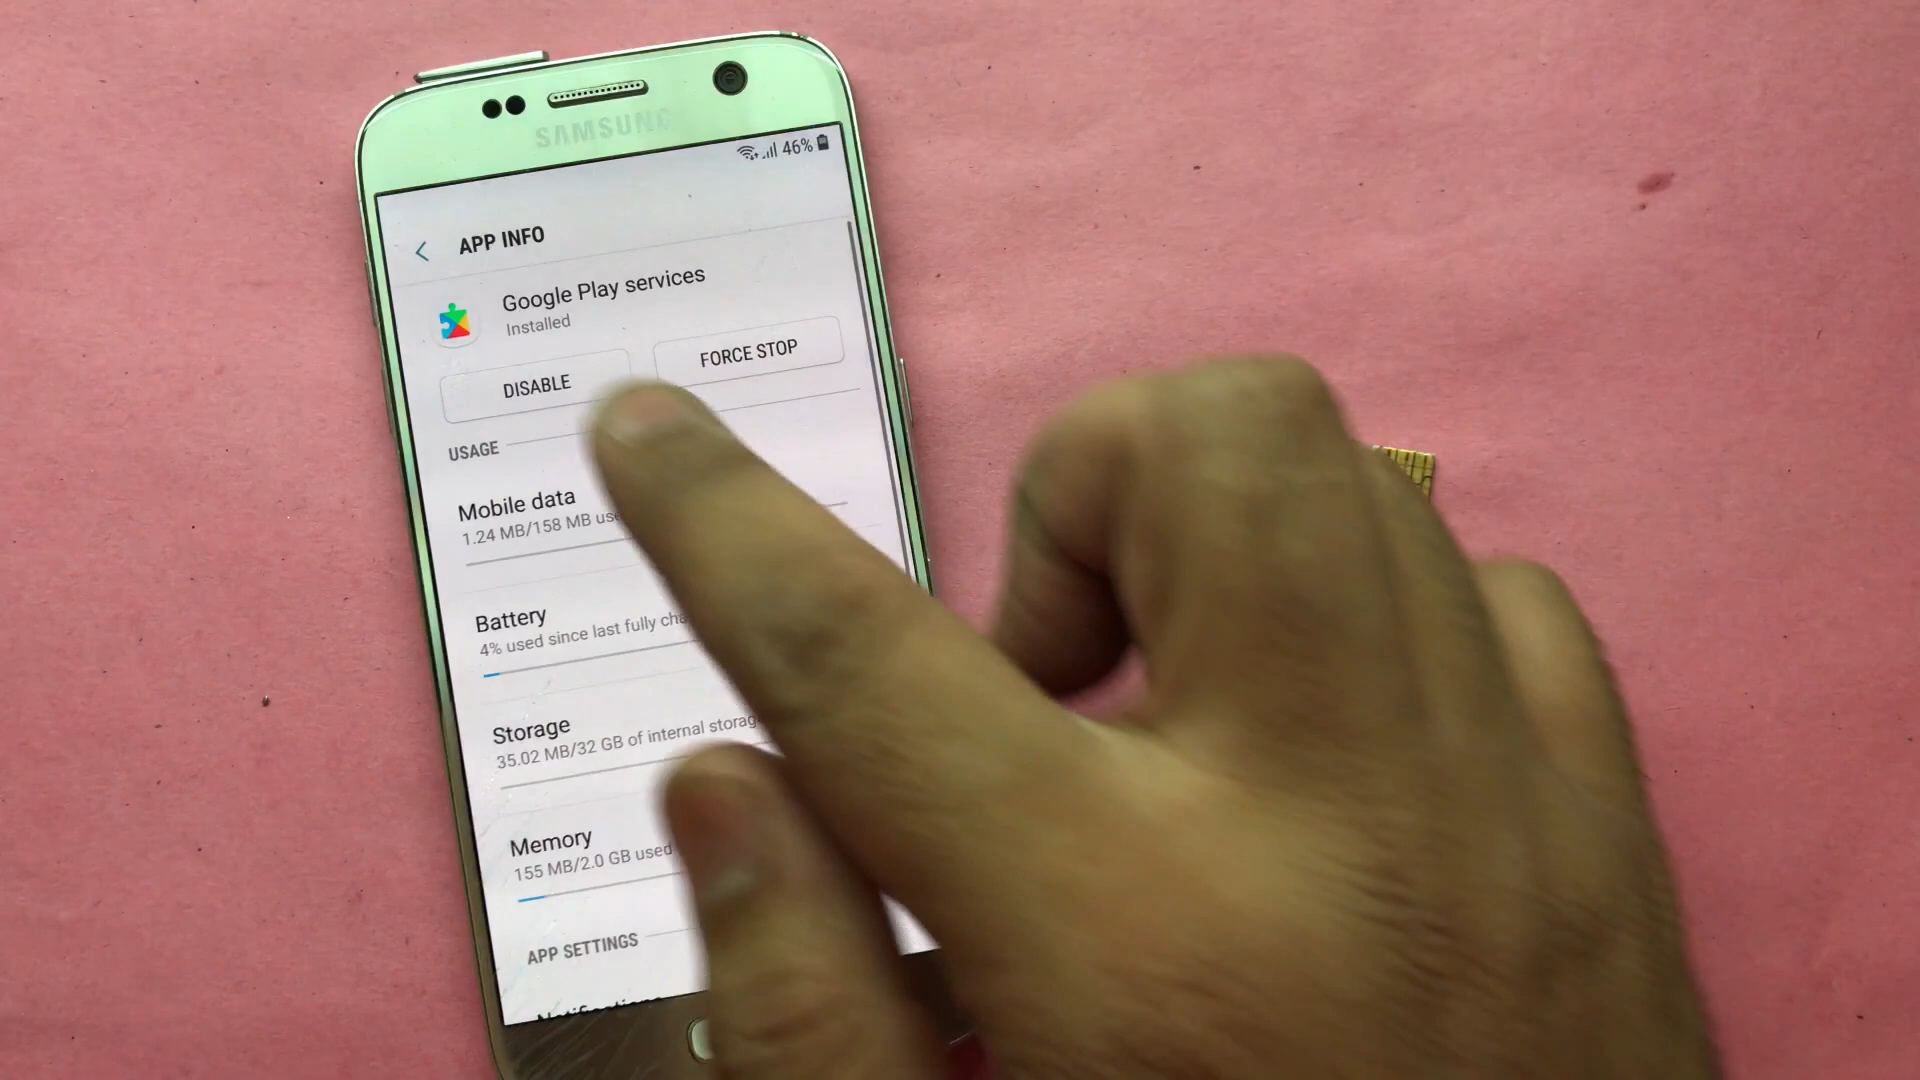 SAMSUNG
46%
APP INFO
Google Play services
Installed
DISABLE
FORCE STOP
USAGE
Mobile data
1.24 MB/158 MB
Battery
4% used since last fully
Storage
35.02 MB/32 GB of internal
Memory
155 MB/2.0 GB used
APP SETTINGS